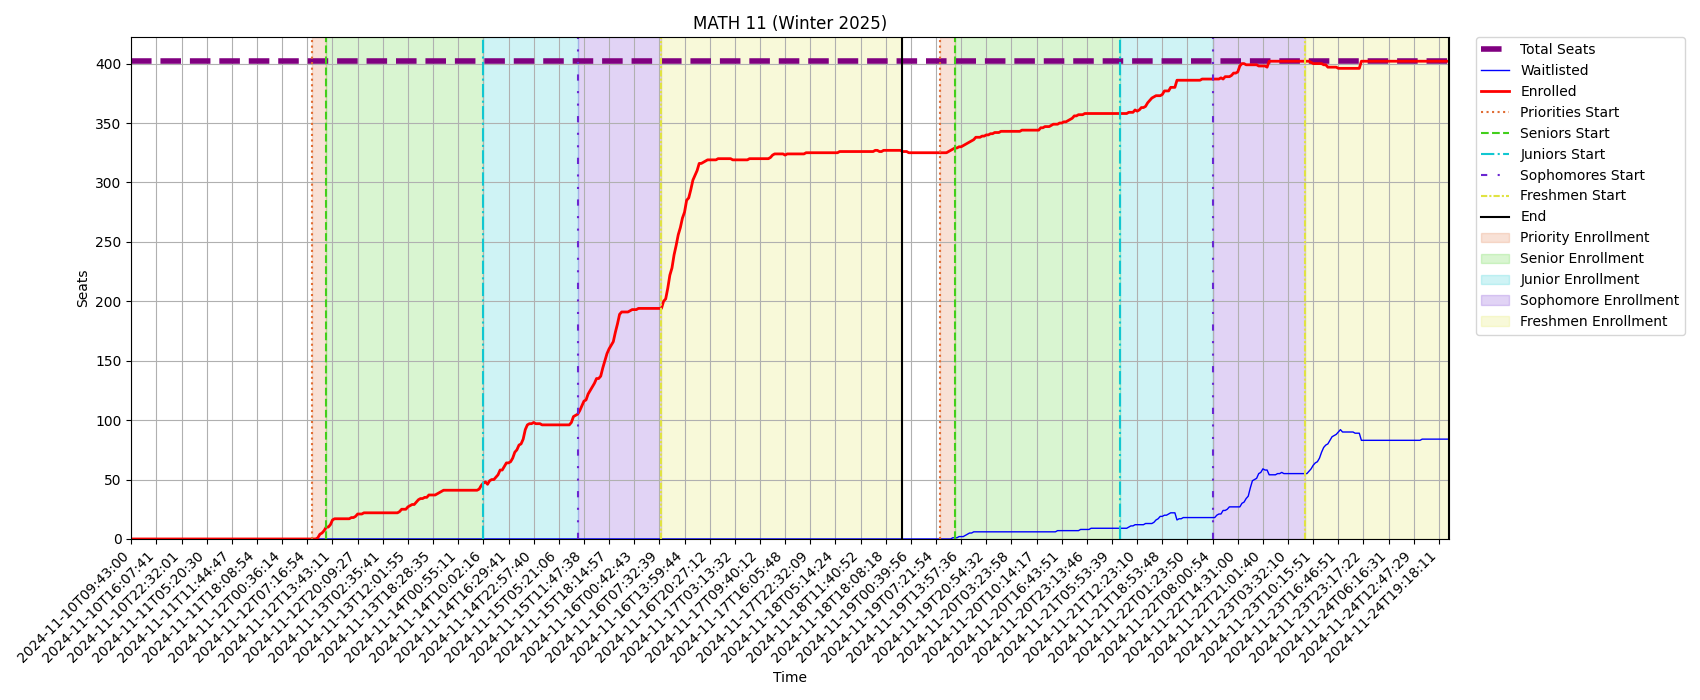 MATH 11 (Winter 2025)
Seats
400
350
300
250
200
150
100
50
0
2024-11-10T09:43:00
2024-11-10T16:07:41
2024-11-10T22:32:01
2024-11-11T05:20:30
2024-11-11T11:44:47
2024-11-11T18:08:54
2024-11-12T00:36:14
2024-11-12T07:16:54
2024-11-12T13:43:11
2024-11-12T20:09:27
2024-11-13T02:35:41
2024-11-13T12:01:55
2024-11-13T18:28:35
2024-11-14T00:55:11
2024-11-14T10:02:16
2024-11-14T16:29:41
2024-11-14T22:57:40
2024-11-15T05:21:06
2024-11-15T11:47:38
2024-11-15T18:14:57
2024-11-16T00:42:43
2024-11-16T07:32:39
2024-11-16T13:59:44
2024-11-16T20:27:12
2024-11-17T03:13:32
2024-11-17T09:40:12
2024-11-17T16:05:48
2024-11-17T22:32:09
2024-11-18T05:14:24
2024-11-18T11:40:52
2024-11-18T18:08:18
2024-11-19T00:39:56
2024-11-19T07:21:54
2024-11-19T13:57:36
2024-11-19T20:54:32
2024-11-20T03:23:58
2024-11-20T10:14:17
2024-11-20T16:43:51
2024-11-20T23:13:46
2024-11-21T05:53:39
2024-11-21T12:23:10
2024-11-21T18:53:48
2024-11-22T01:23:50
2024-11-22T08:00:54
2024-11-22T14:31:00
2024-11-22T21:01:40
2024-11-23T03:32:10
2024-11-23T10:15:51
2024-11-23T16:46:51
2024-11-23T23:17:22
2024-11-24T06:16:31
2024-11-24T12:47:29
2024-11-24T19:18:11
Time
Total Seats
Waitlisted
Enrolled
Priorities Start
Seniors Start
Juniors Start
Sophomores Start
Freshmen Start
End
Priority Enrollment
Senior Enrollment
Junior Enrollment
Sophomore Enrollment
Freshmen Enrollment